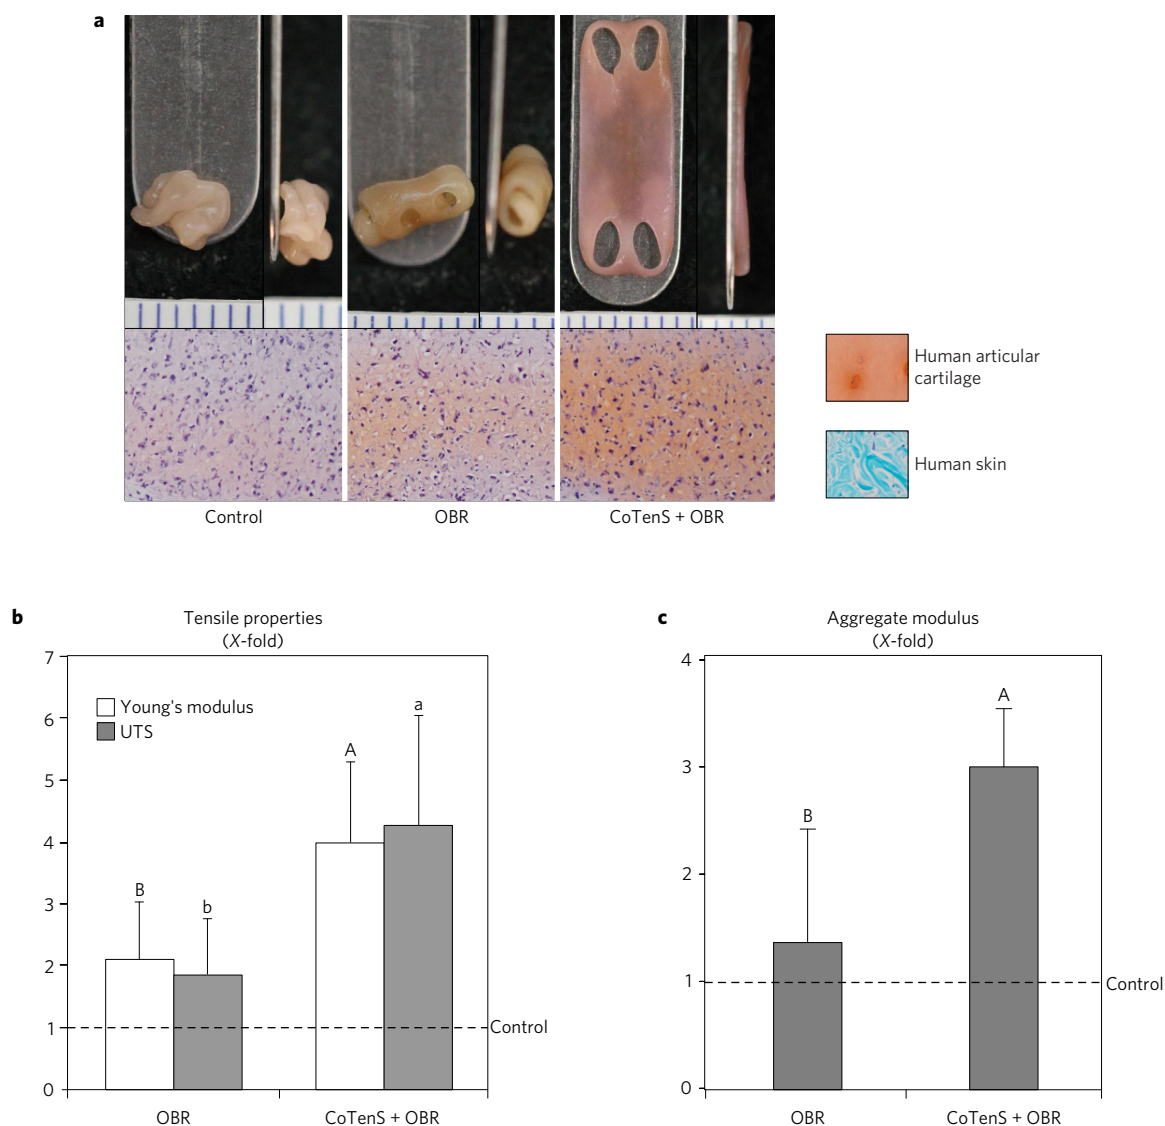 a
Human articular
cartilage
Human skin
Control
OBR
CoTenS + OBR
b
Tensile properties
(X-fold)
7
6
5
4
3
2
1
0
Young's modulus
UTS
B
b
A
a
Control
OBR
CoTenS + OBR
c
Aggregate modulus
(X-fold)
4
3
2
1
0
B
A
Control
OBR
CoTenS + OBR